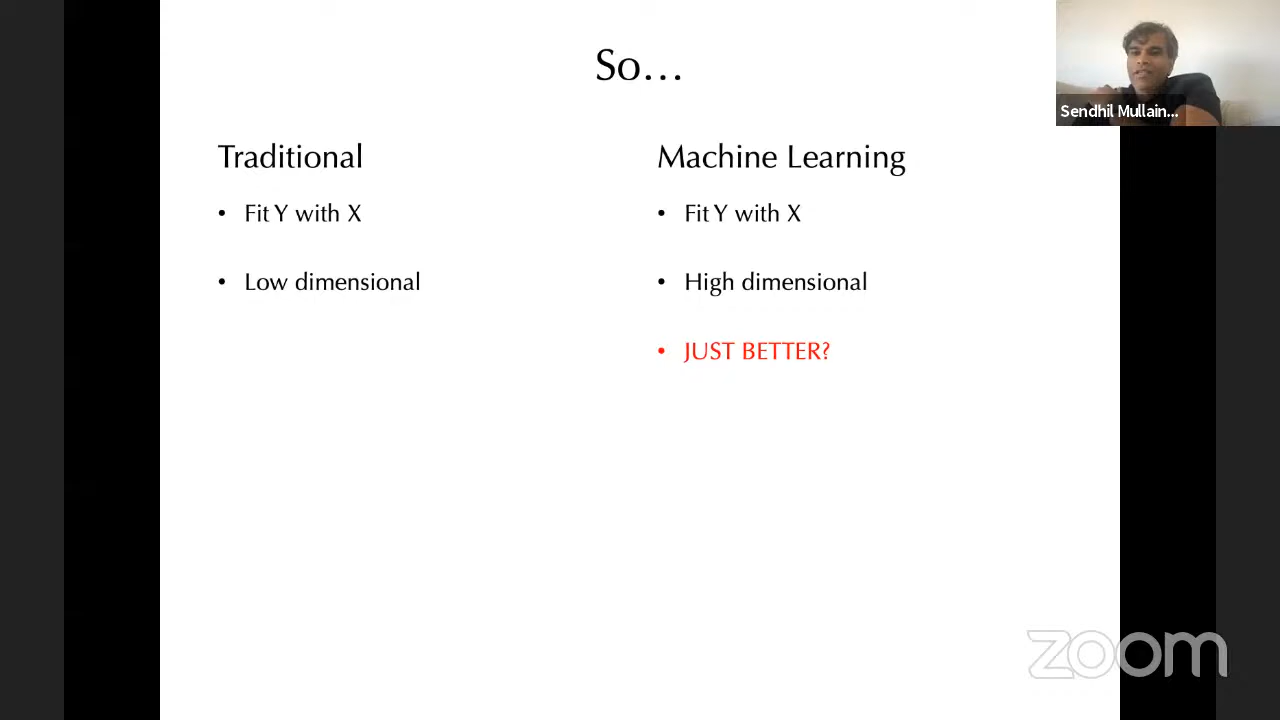 So…
Sendhil Mullain...
Traditional
• Fit Y with X
• Low dimensional
Machine Learning
• Fit Y with X
• High dimensional
• JUST BETTER?
zoom